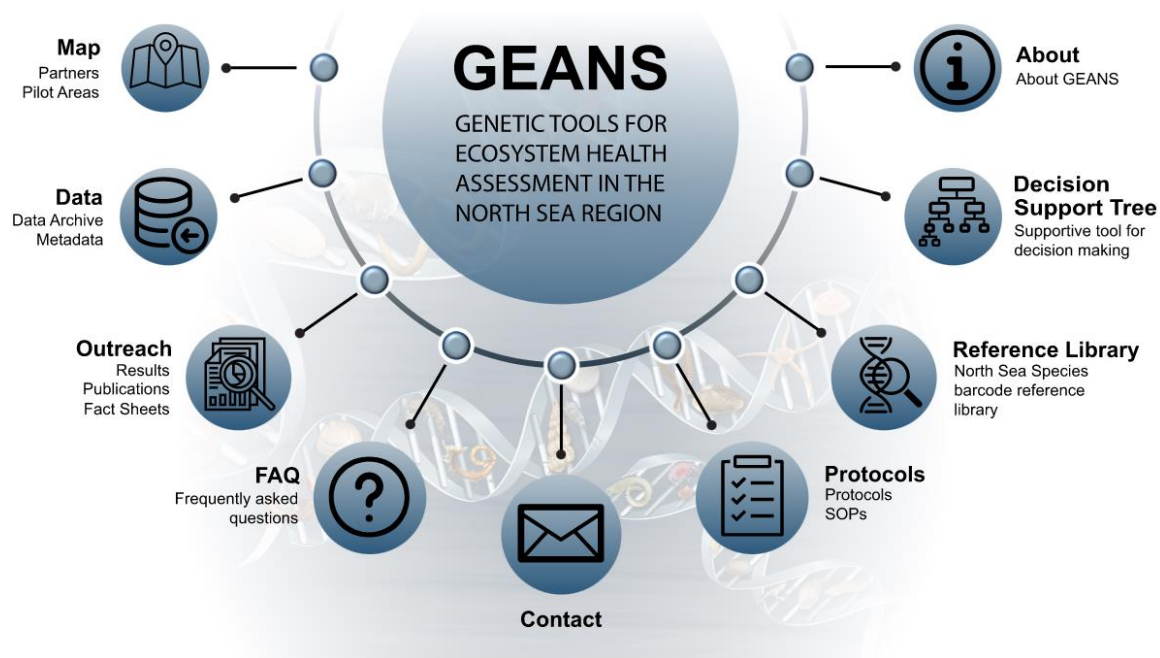 GEANS
GENETIC TOOLS FOR
ECOSYSTEM HEALTH
ASSESSMENT IN THE
NORTH SEA REGION
Map
Partners
Pilot Areas
Data
Data Archive
Metadata
Outreach
Results
Publications
Fact Sheets
FAQ
Frequently asked
questions
Contact
Protocols
Protocols
SOPs
Reference Library
North Sea Species
barcode reference
library
Decision
Support Tree
Supportive tool for
decision making
About
About GEANS